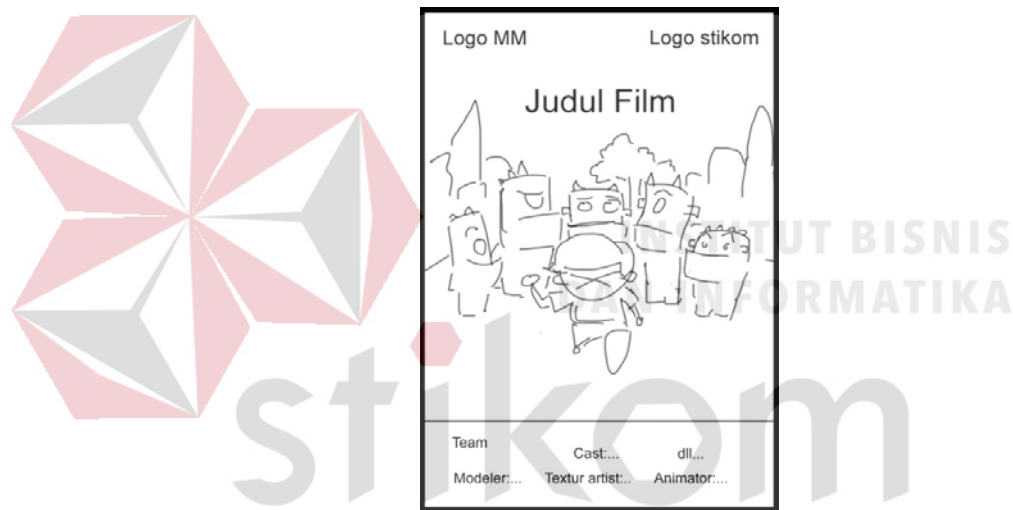 Logo MM Logo stikom
Judul Film
INSTITUT BISNIS
DAN INFORMATIKA
stikom
Team
Cast:... dll...
Modeler:... Textur artist:.. Animator:...